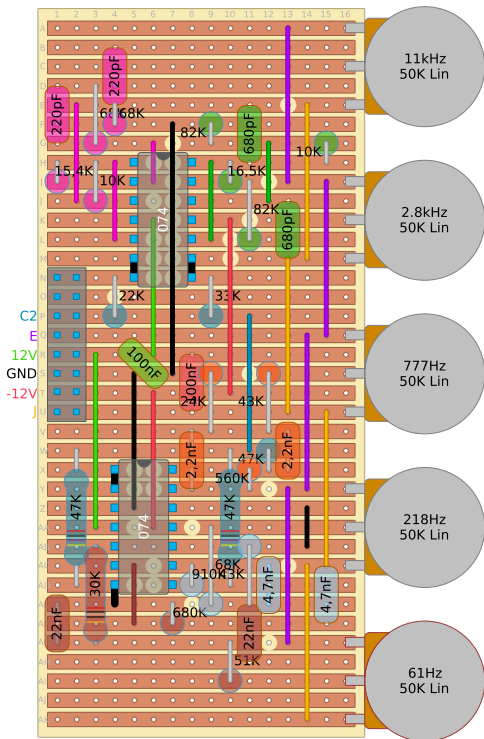 1 2 3 4 5 6 7 8 9 10 11 12 13 14 15 16
11kHz
50K Lin
220pF
220pF
68K
82K
680pF
10K
15,4K
10K
16,5K
074
82K
680pF
2.8kHz
50K Lin
22K
33K
C2
E
12V
GND
-12V
J
100nF
100nF
24K
43K
777Hz
50K Lin
47K
2,2nF
2,2nF
560K
47K
47K
074
218Hz
50K Lin
68K
910K
43K
30K
4,7nF
4,7nF
22nF
680K
22nF
51K
61Hz
50K Lin